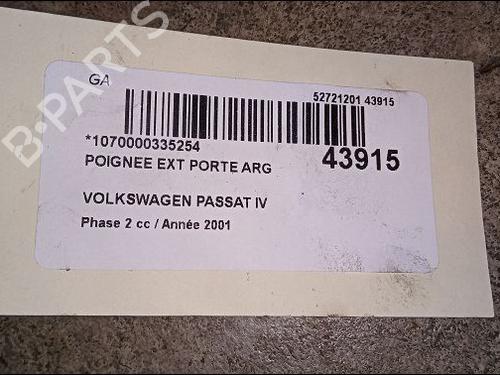 GA
52721201 43915
*1070000335254
43915
POIGNEE EXT PORTE ARG
VOLKSWAGEN PASSAT IV
Phase 2 cc / Année 2001
B-PARTS